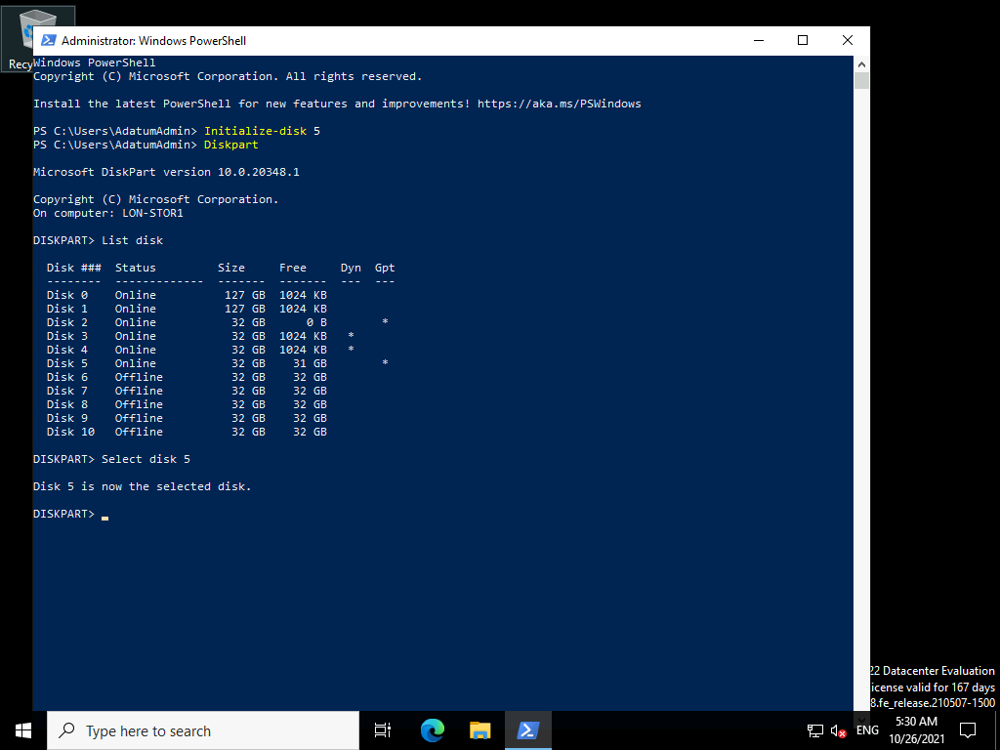 Recy
Administrator: Windows PowerShell
Windows PowerShell
Copyright (C) Microsoft Corporation. All rights reserved.
Install the latest PowerShell for new features and improvements! https://aka.ms/PSWindows
PS C:\Users\AdatumAdmin> Initialize-disk 5
PS C:\Users\AdatumAdmin> Diskpart
Microsoft DiskPart version 10.0.20348.1
Copyright (C) Microsoft Corporation.
On computer: LON-STOR1
DISKPART> List disk
  Disk ###  Status         Size     Free     Dyn  Gpt
  --------  -------------  -------  -------  ---  ---
  Disk 0    Online          127 GB  1024 KB
  Disk 1    Online          127 GB  1024 KB
  Disk 2    Online           32 GB      0 B        *
  Disk 3    Online           32 GB  1024 KB   *
  Disk 4    Online           32 GB  1024 KB   *
  Disk 5    Online           32 GB    31 GB        *
  Disk 6    Offline          32 GB    32 GB
  Disk 7    Offline          32 GB    32 GB
  Disk 8    Offline          32 GB    32 GB
  Disk 9    Offline          32 GB    32 GB
  Disk 10   Offline          32 GB    32 GB
DISKPART> Select disk 5
Disk 5 is now the selected disk.
DISKPART>
22 Datacenter Evaluation
icense valid for 167 days
8.fe_release.210507-1500
Type here to search
ENG
5:30 AM
10/26/2021